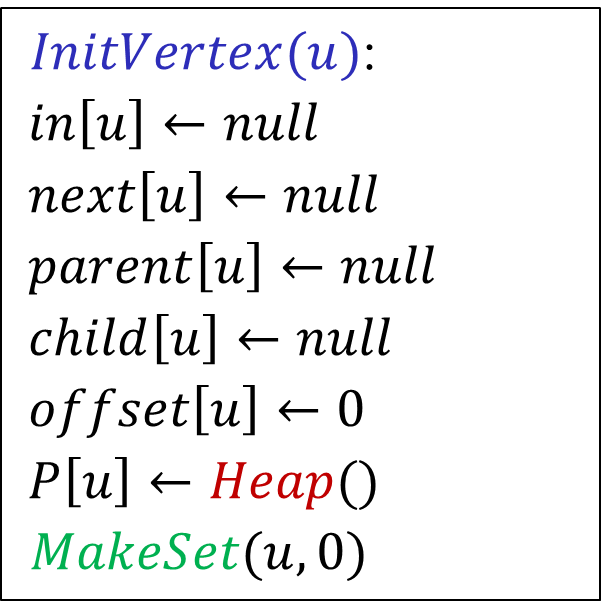 InitVertex(u):
in[u] ← null
next[u] ← null
parent[u] ← null
child[u] ← null
offset[u] ← 0
P[u] ← Heap()
MakeSet(u, 0)